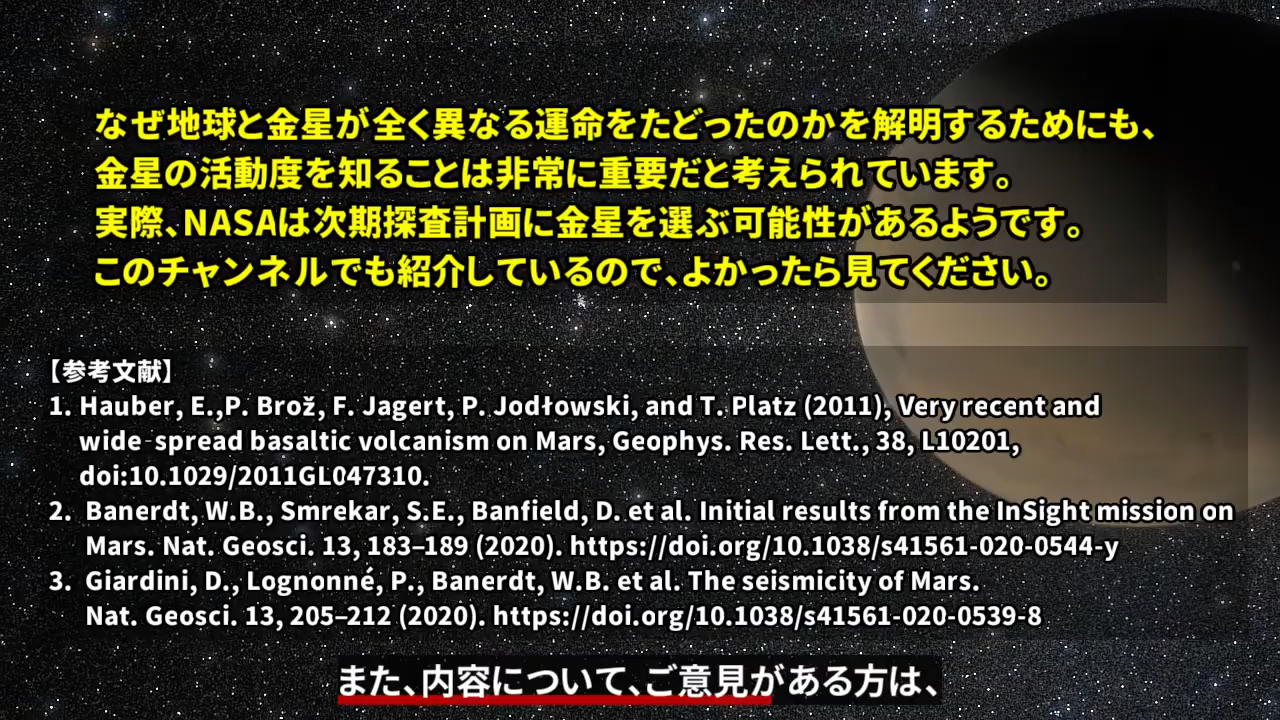 なぜ地球と金星が全く異なる運命をたどったのかを解明するためにも、
金星の活動度を知ることは非常に重要だと考えられています。
実際、NASAは次期探査計画に金星を選ぶ可能性があるようです。
このチャンネルでも紹介しているので、よかったら見てください。
【参考文献】
1. Hauber, E.,P. Brož, F. Jagert, P. Jodłowski, and T. Platz (2011), Very recent and
wide-spread basaltic volcanism on Mars, Geophys. Res. Lett., 38, L10201,
doi:10.1029/2011GL047310.
2. Banerdt, W.B., Smrekar, S.E., Banfield, D. et al. Initial results from the InSight mission on
Mars. Nat. Geosci. 13, 183–189 (2020). https://doi.org/10.1038/s41561-020-0544-y
3. Giardini, D., Lognonné, P., Banerdt, W.B. et al. The seismicity of Mars.
Nat. Geosci. 13, 205–212 (2020). https://doi.org/10.1038/s41561-020-0539-8
また、内容について、ご意見がある方は、